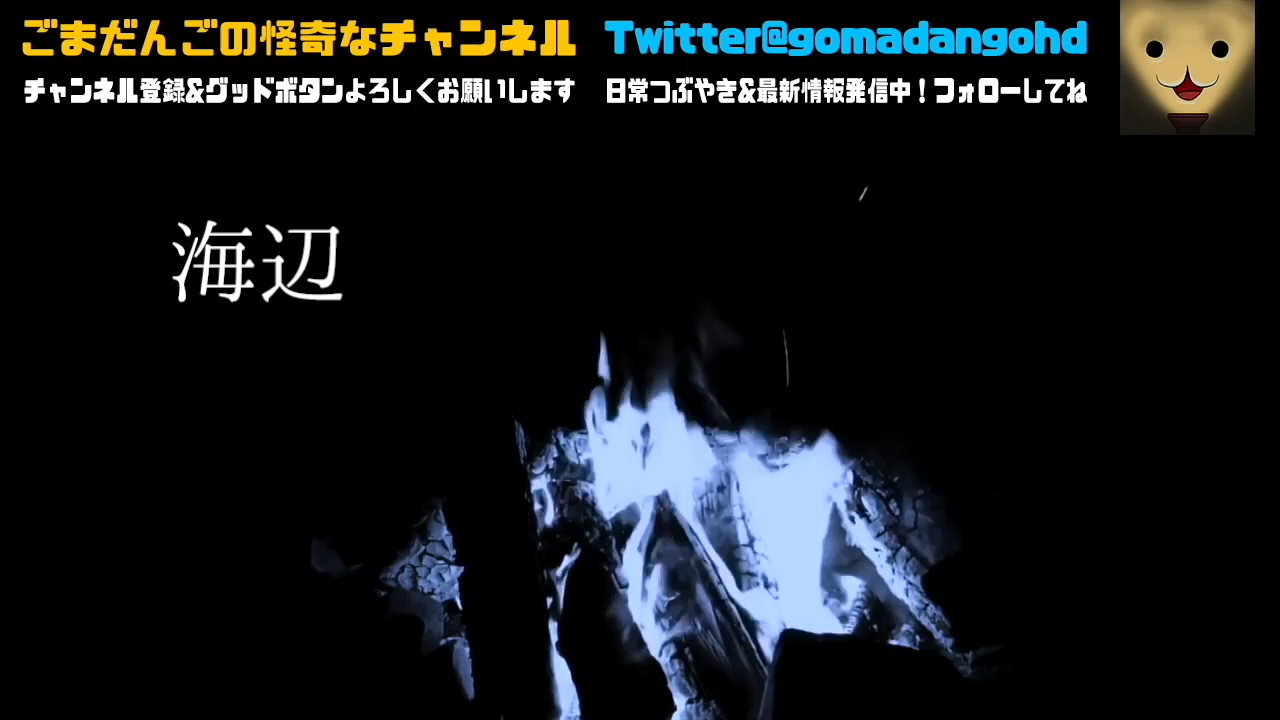 ごまだんごの怪奇なチャンネル
Twitter@gomadangohd
チャンネル登録&グッドボタンよろしくお願いします
日常つぶやき&最新情報発信中！フォローしてね
海辺